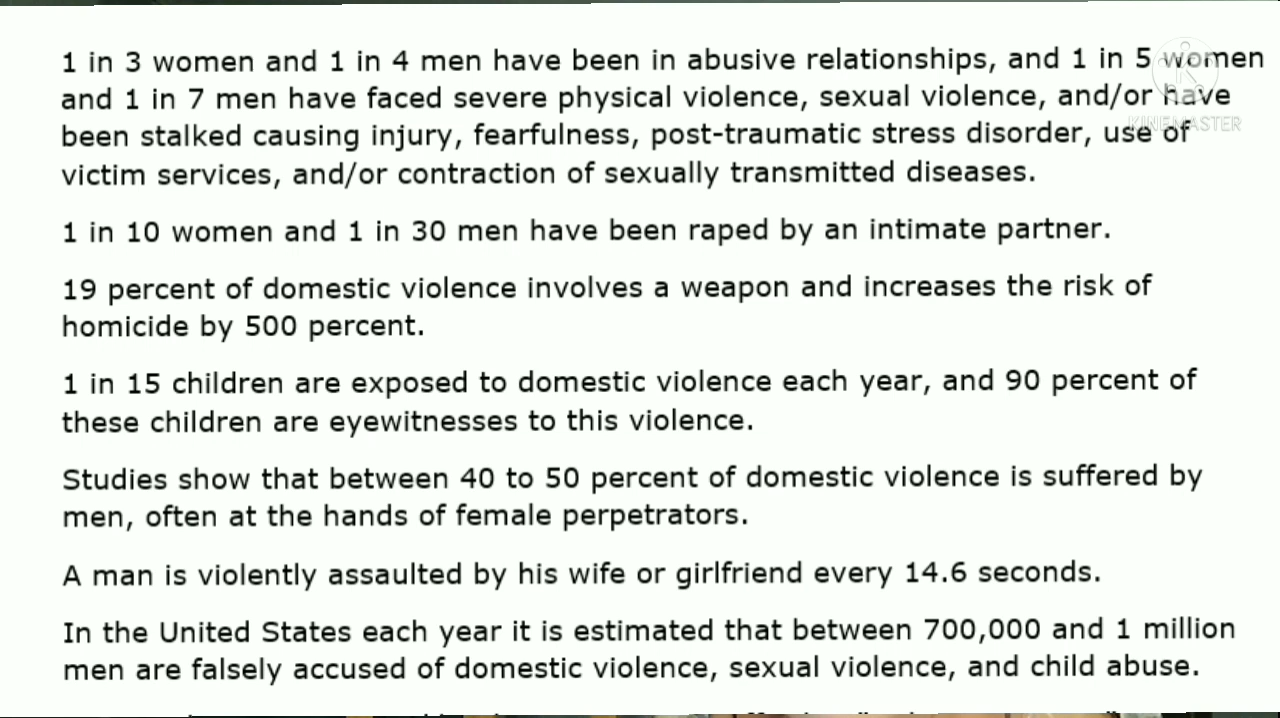 1 in 3 women and 1 in 4 men have been in abusive relationships, and 1 in 5 women
and 1 in 7 men have faced severe physical violence, sexual violence, and/or have
been stalked causing injury, fearfulness, post-traumatic stress disorder, use of
victim services, and/or contraction of sexually transmitted diseases.
1 in 10 women and 1 in 30 men have been raped by an intimate partner.
19 percent of domestic violence involves a weapon and increases the risk of
homicide by 500 percent.
1 in 15 children are exposed to domestic violence each year, and 90 percent of
these children are eyewitnesses to this violence.
Studies show that between 40 to 50 percent of domestic violence is suffered by
men, often at the hands of female perpetrators.
A man is violently assaulted by his wife or girlfriend every 14.6 seconds.
In the United States each year it is estimated that between 700,000 and 1 million
men are falsely accused of domestic violence, sexual violence, and child abuse.
KINEMASTER